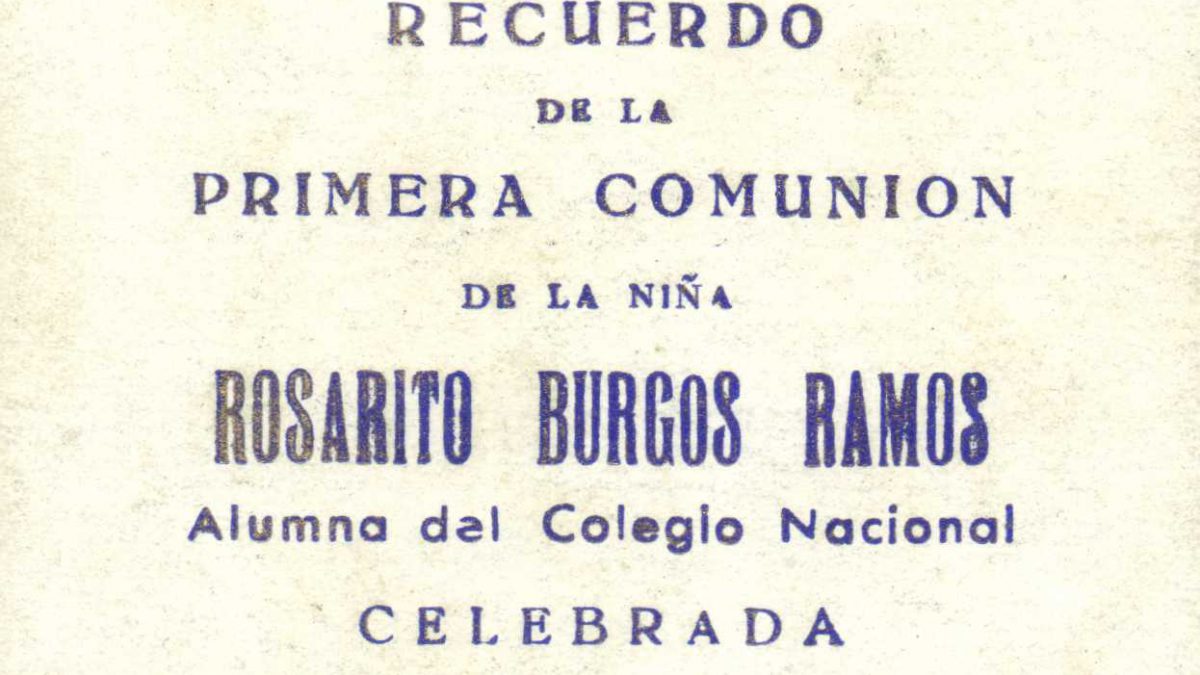 RECUERDO
DE LA
PRIMERA COMUNION
DE LA NIÑA
ROSARITO BURGOS RAMOS
Alumna del Colegio Nacional
CELEBRADA